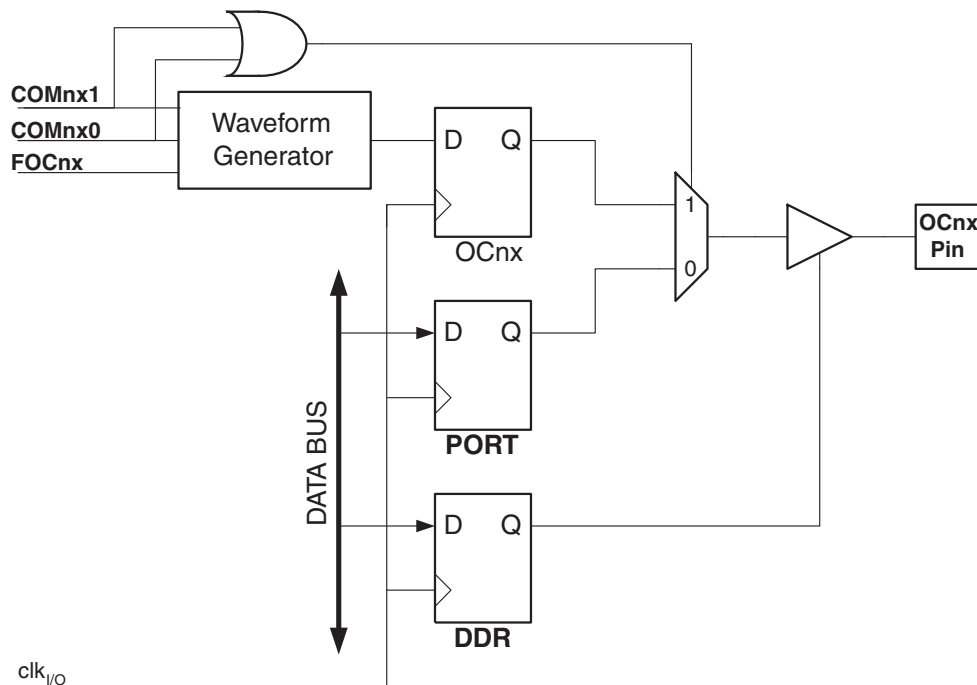 COMnx1
COMnx0
FOCnx
Waveform
Generator
D Q
OCnx
1
0
OCnx
Pin
D Q
PORT
DATA BUS
D Q
DDR
clkI/O